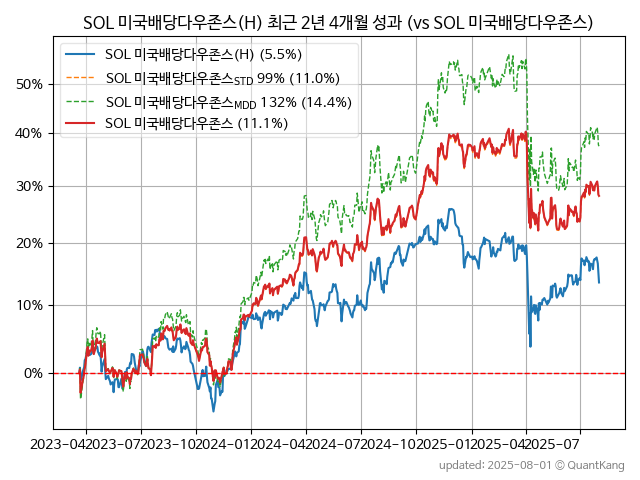 SOL 미국배당다우존스(H) 최근 2년 4개월 성과 (vs SOL 미국배당다우존스)
SOL 미국배당다우존스(H) (5.5%)
SOL 미국배당다우존스STD 99% (11.0%)
SOL 미국배당다우존스MDD 132% (14.4%)
SOL 미국배당다우존스 (11.1%)
50%
40%
30%
20%
10%
0%
2023-04 2023-07 2023-10 2024-01 2024-04 2024-07 2024-10 2025-01 2025-04 2025-07
updated: 2025-08-01 © QuantKang